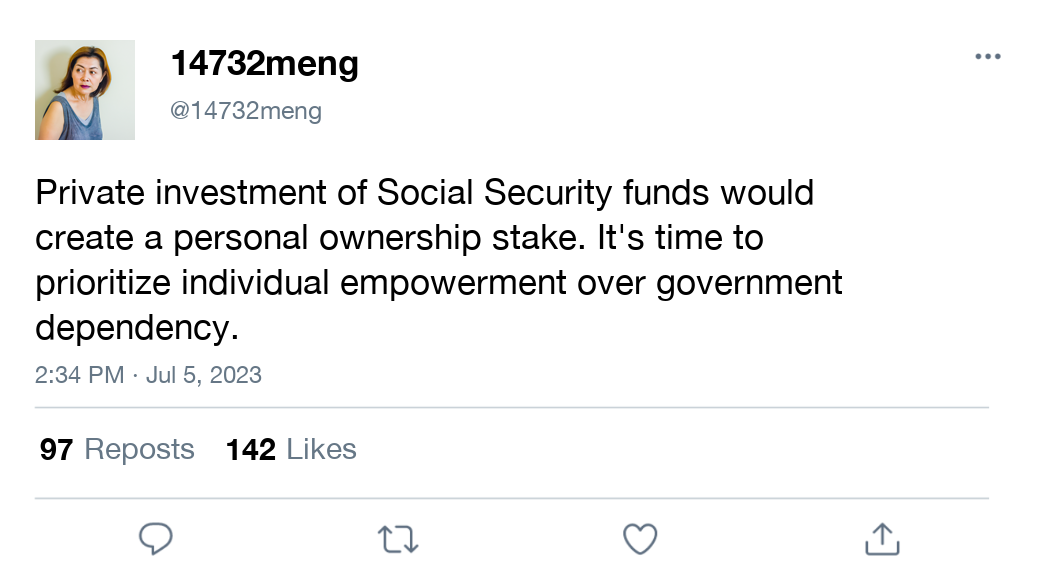 14732meng
@14732meng
Private investment of Social Security funds would
create a personal ownership stake. It's time to
prioritize individual empowerment over government
dependency.
2:34 PM · Jul 5, 2023
97 Reposts 142 Likes